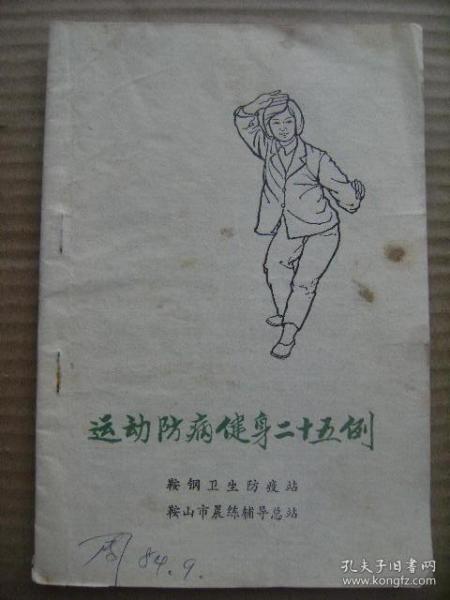 运动防病健身二十五例
鞍钢卫生防疫站
鞍山市晨练辅导总站
周 84.9.
孔夫子旧书网
www.kongfz.com